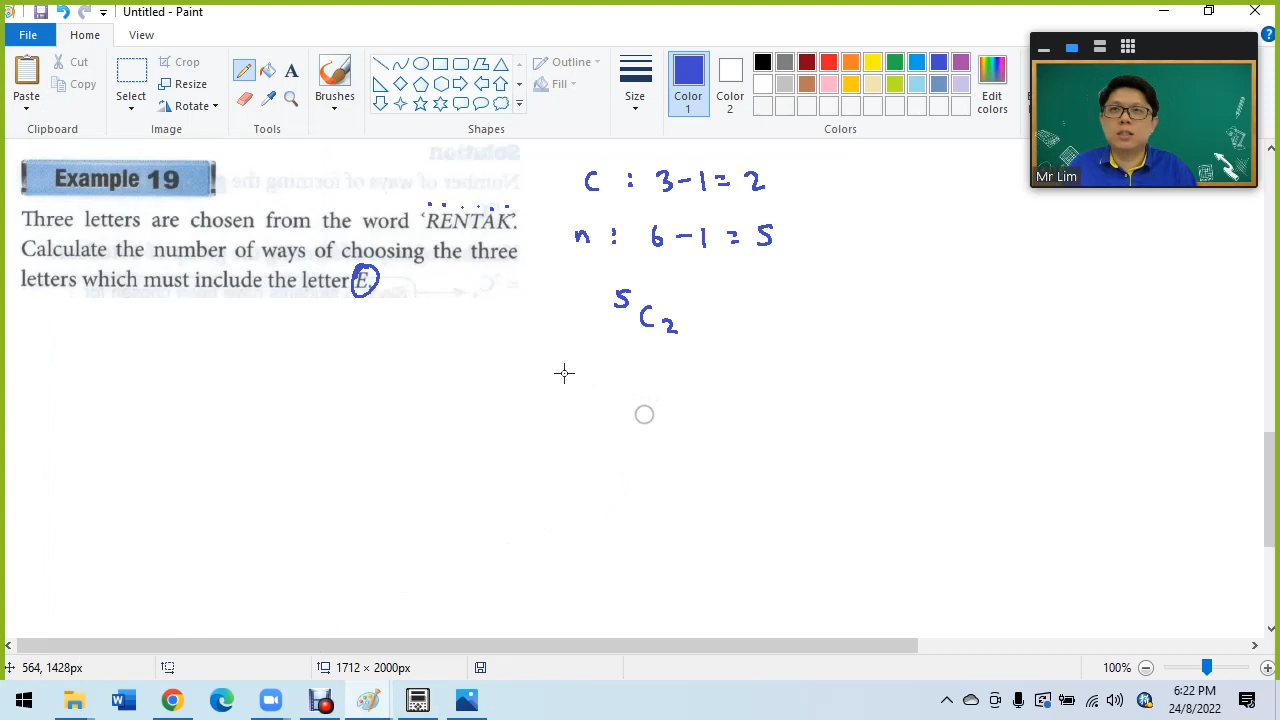 Untitled - Paint
File
Home
View
Paste
Cut
Copy
Clipboard
Select
Crop
Resize
Rotate
Image
Tools
Brushes
Shapes
Outline
Fill
Size
Color 1
Color 2
Edit colors
Colors
Mr Lim
Example 19
Three letters are chosen from the word ‘RENTAK’.
Calculate the number of ways of choosing the three
letters which must include the letter E.
C : 3 - 1 = 2
n : 6 - 1 = 5
5 C 2
564, 1428px
1712 × 2000px
100%
6:22 PM
24/8/2022